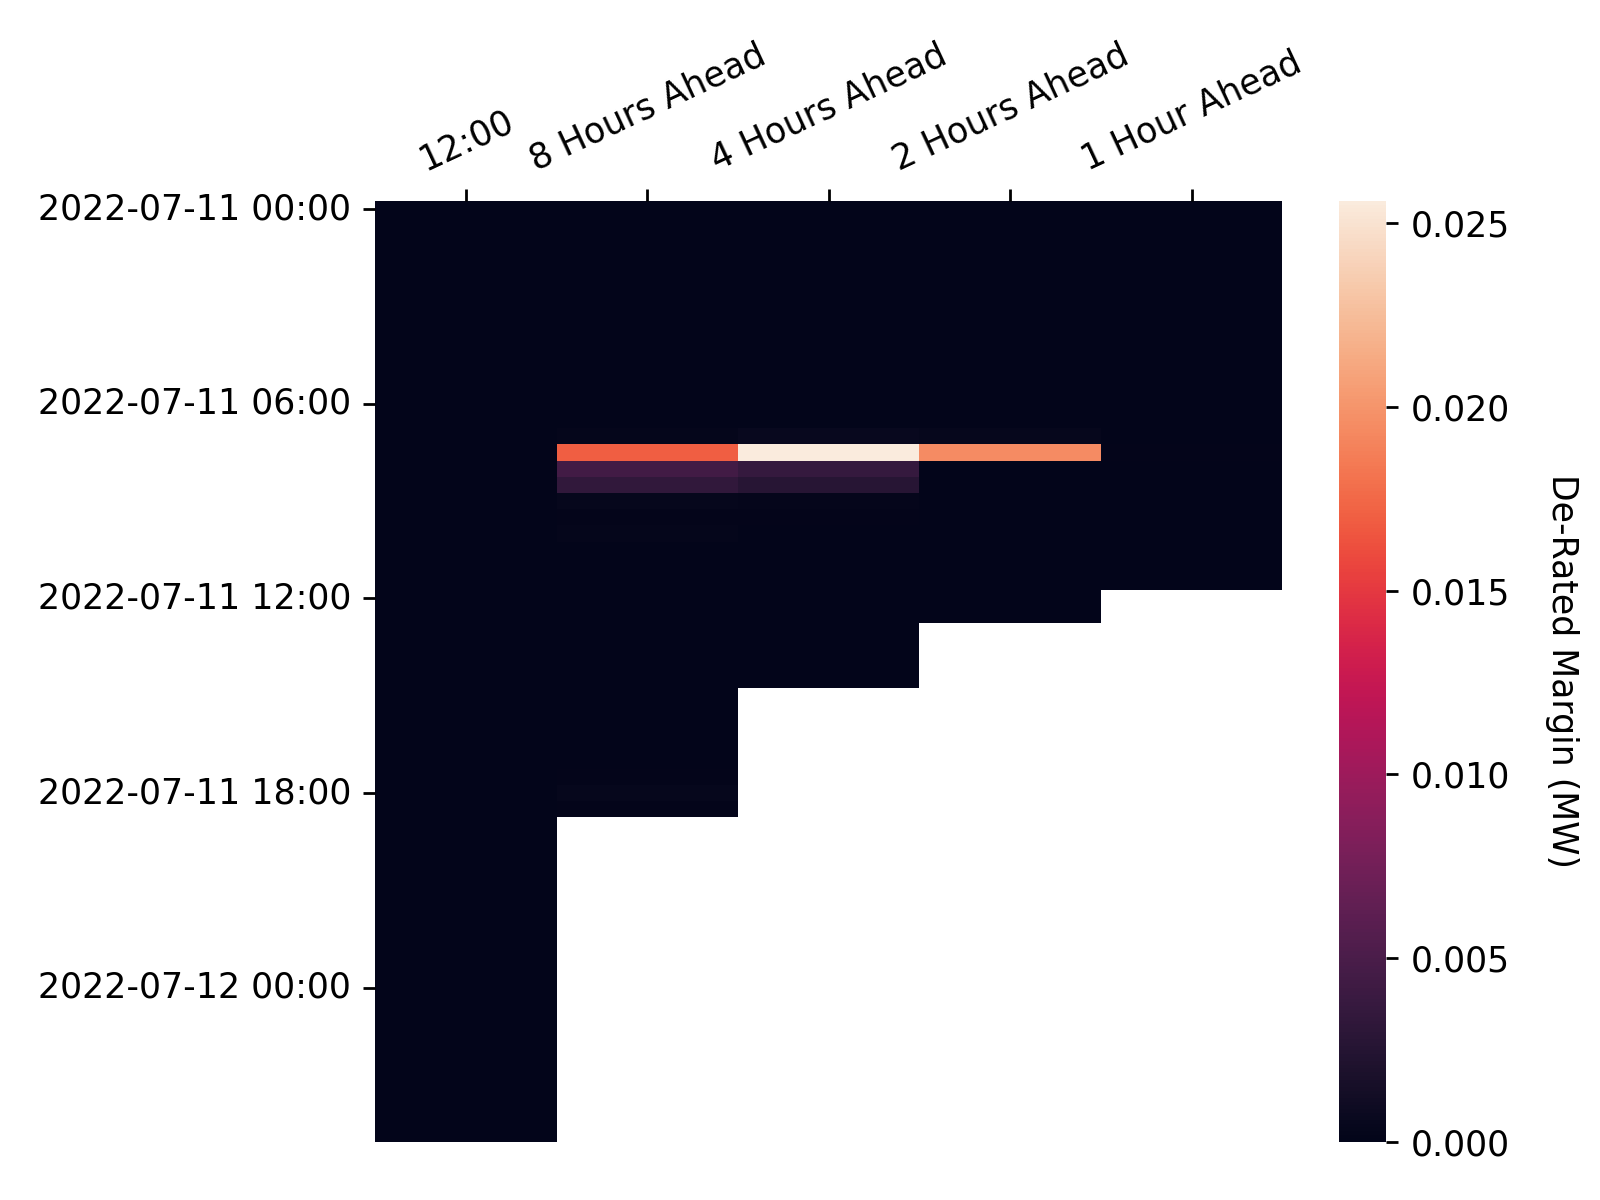 12:00
8 Hours Ahead
4 Hours Ahead
2 Hours Ahead
1 Hour Ahead
2022-07-11 00:00
2022-07-11 06:00
2022-07-11 12:00
2022-07-11 18:00
2022-07-12 00:00
0.025
0.020
0.015
0.010
0.005
0.000
De-Rated Margin (MW)